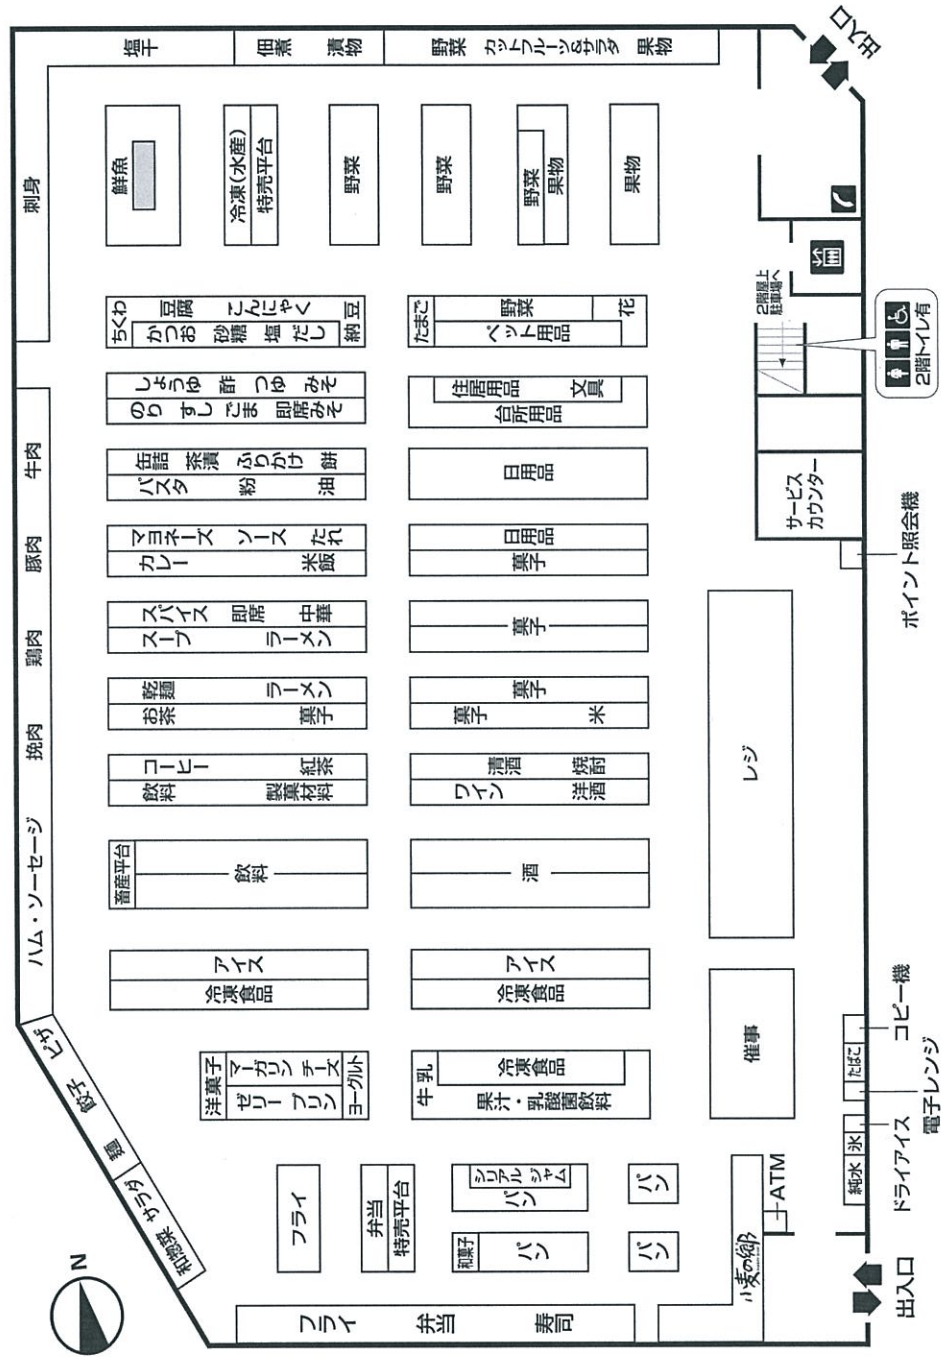 出入口
塩干
佃煮 漬物
野菜 カットフルーツ&サラダ 果物
刺身
鮮魚
冷凍(水産)
特売平台
野菜
野菜
野菜
果物
果物
ちくわ
豆腐 こんにゃく
かつお 砂糖 塩 だし
納豆
たまご
野菜
ペット用品
花
2階屋上
駐車場へ
2階トイレ有
しょうゆ 酢 つゆ みそ
のり すし ごま 即席みそ
住居用品 文具
台所用品
牛肉
缶詰 茶漬 ふりかけ 餅
パスタ 粉 油
日用品
サービス
カウンター
ポイント照会機
豚肉
マヨネーズ ソース たれ
カレー 米飯
日用品
菓子
鶏肉
スパイス 即席 中華
スープ ラーメン
菓子
挽肉
乾麺 ラーメン
お茶 菓子
菓子
菓子 米
コーヒー 紅茶
飲料 製菓材料
清酒 焼酎
ワイン 洋酒
レジ
ハム・ソーセージ
畜産平台
飲料
酒
アイス
冷凍食品
アイス
冷凍食品
催事
コピー機
たばこ
電子レンジ
氷
純水
ドライアイス
ピザ
餃子
麺
和惣菜 サラダ
洋菓子
マーガリン チーズ
ゼリー プリン
ヨーグルト
牛乳
冷凍食品
果汁・乳酸菌飲料
フライ
弁当
特売平台
シリアル ジャム
パン
パン
和菓子
パン
パン
ATM
小麦の郷
フライ 弁当 寿司
出入口
N